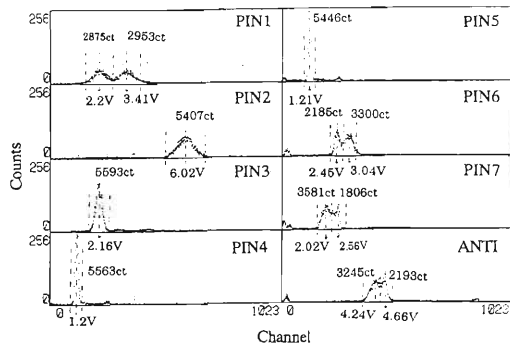 256 PIN1 5446ct PIN5
2875ct 2953ct
0 2.2V 3.41V 1.21V
256 PIN2 PIN6
5407ct 2185ct 3300ct
0 6.02V 2.45V 3.04V
256 PIN3 PIN7
5593ct 3581ct 1806ct
0 2.16V 2.02V 2.56V
256 PIN4 ANTI
5563ct 3245ct 2193ct
0 1.2V 4.24V 4.66V
0 1023 0 1023
Counts
Channel